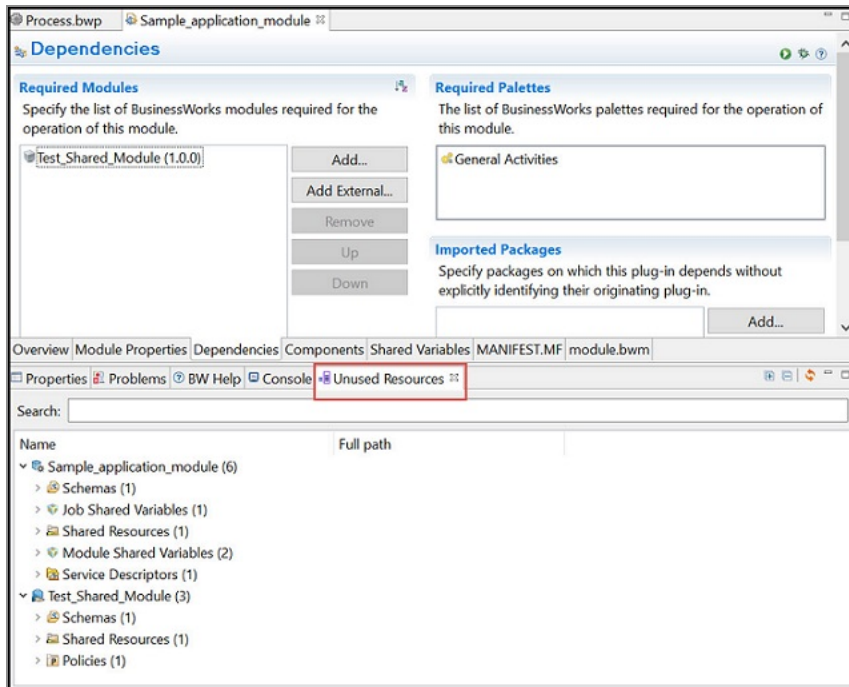 Process.bwp Sample_application_module
Dependencies
Required Modules
Specify the list of BusinessWorks modules required for the
operation of this module.
Test_Shared_Module (1.0.0)
Add...
Add External...
Remove
Up
Down
Required Palettes
The list of BusinessWorks palettes required for the operation of
this module.
General Activities
Imported Packages
Specify packages on which this plug-in depends without
explicitly identifying their originating plug-in.
Add...
Overview Module Properties Dependencies Components Shared Variables MANIFEST.MF module.bwm
Properties Problems BW Help Console Unused Resources
Search:
Name Full path
Sample_application_module (6)
Schemas (1)
Job Shared Variables (1)
Shared Resources (1)
Module Shared Variables (2)
Service Descriptors (1)
Test_Shared_Module (3)
Schemas (1)
Shared Resources (1)
Policies (1)